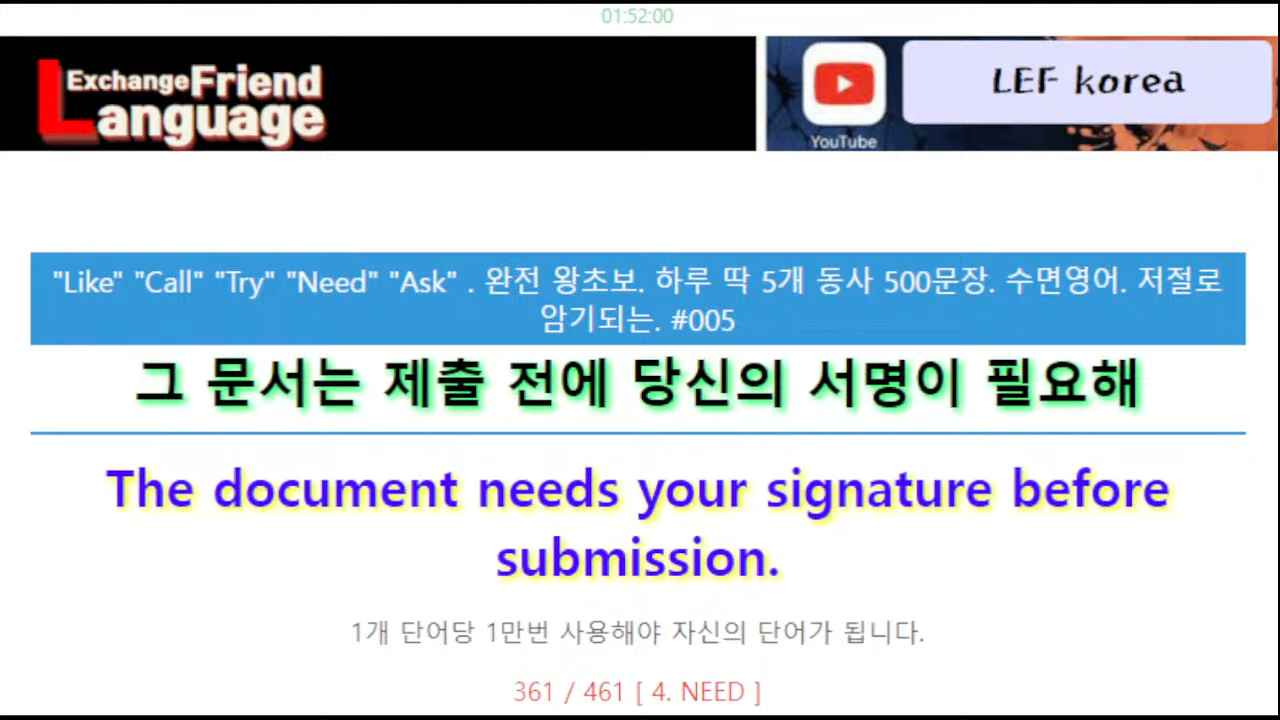 01:52:00
ExchangeFriend
Language
LEF korea
YouTube
"Like" "Call" "Try" "Need" "Ask" . 완전 왕초보. 하루 딱 5개 동사 500문장. 수면영어. 저절로
암기되는. #005
그 문서는 제출 전에 당신의 서명이 필요해
The document needs your signature before
submission.
1개 단어당 1만번 사용해야 자신의 단어가 됩니다.
361 / 461 [ 4. NEED ]